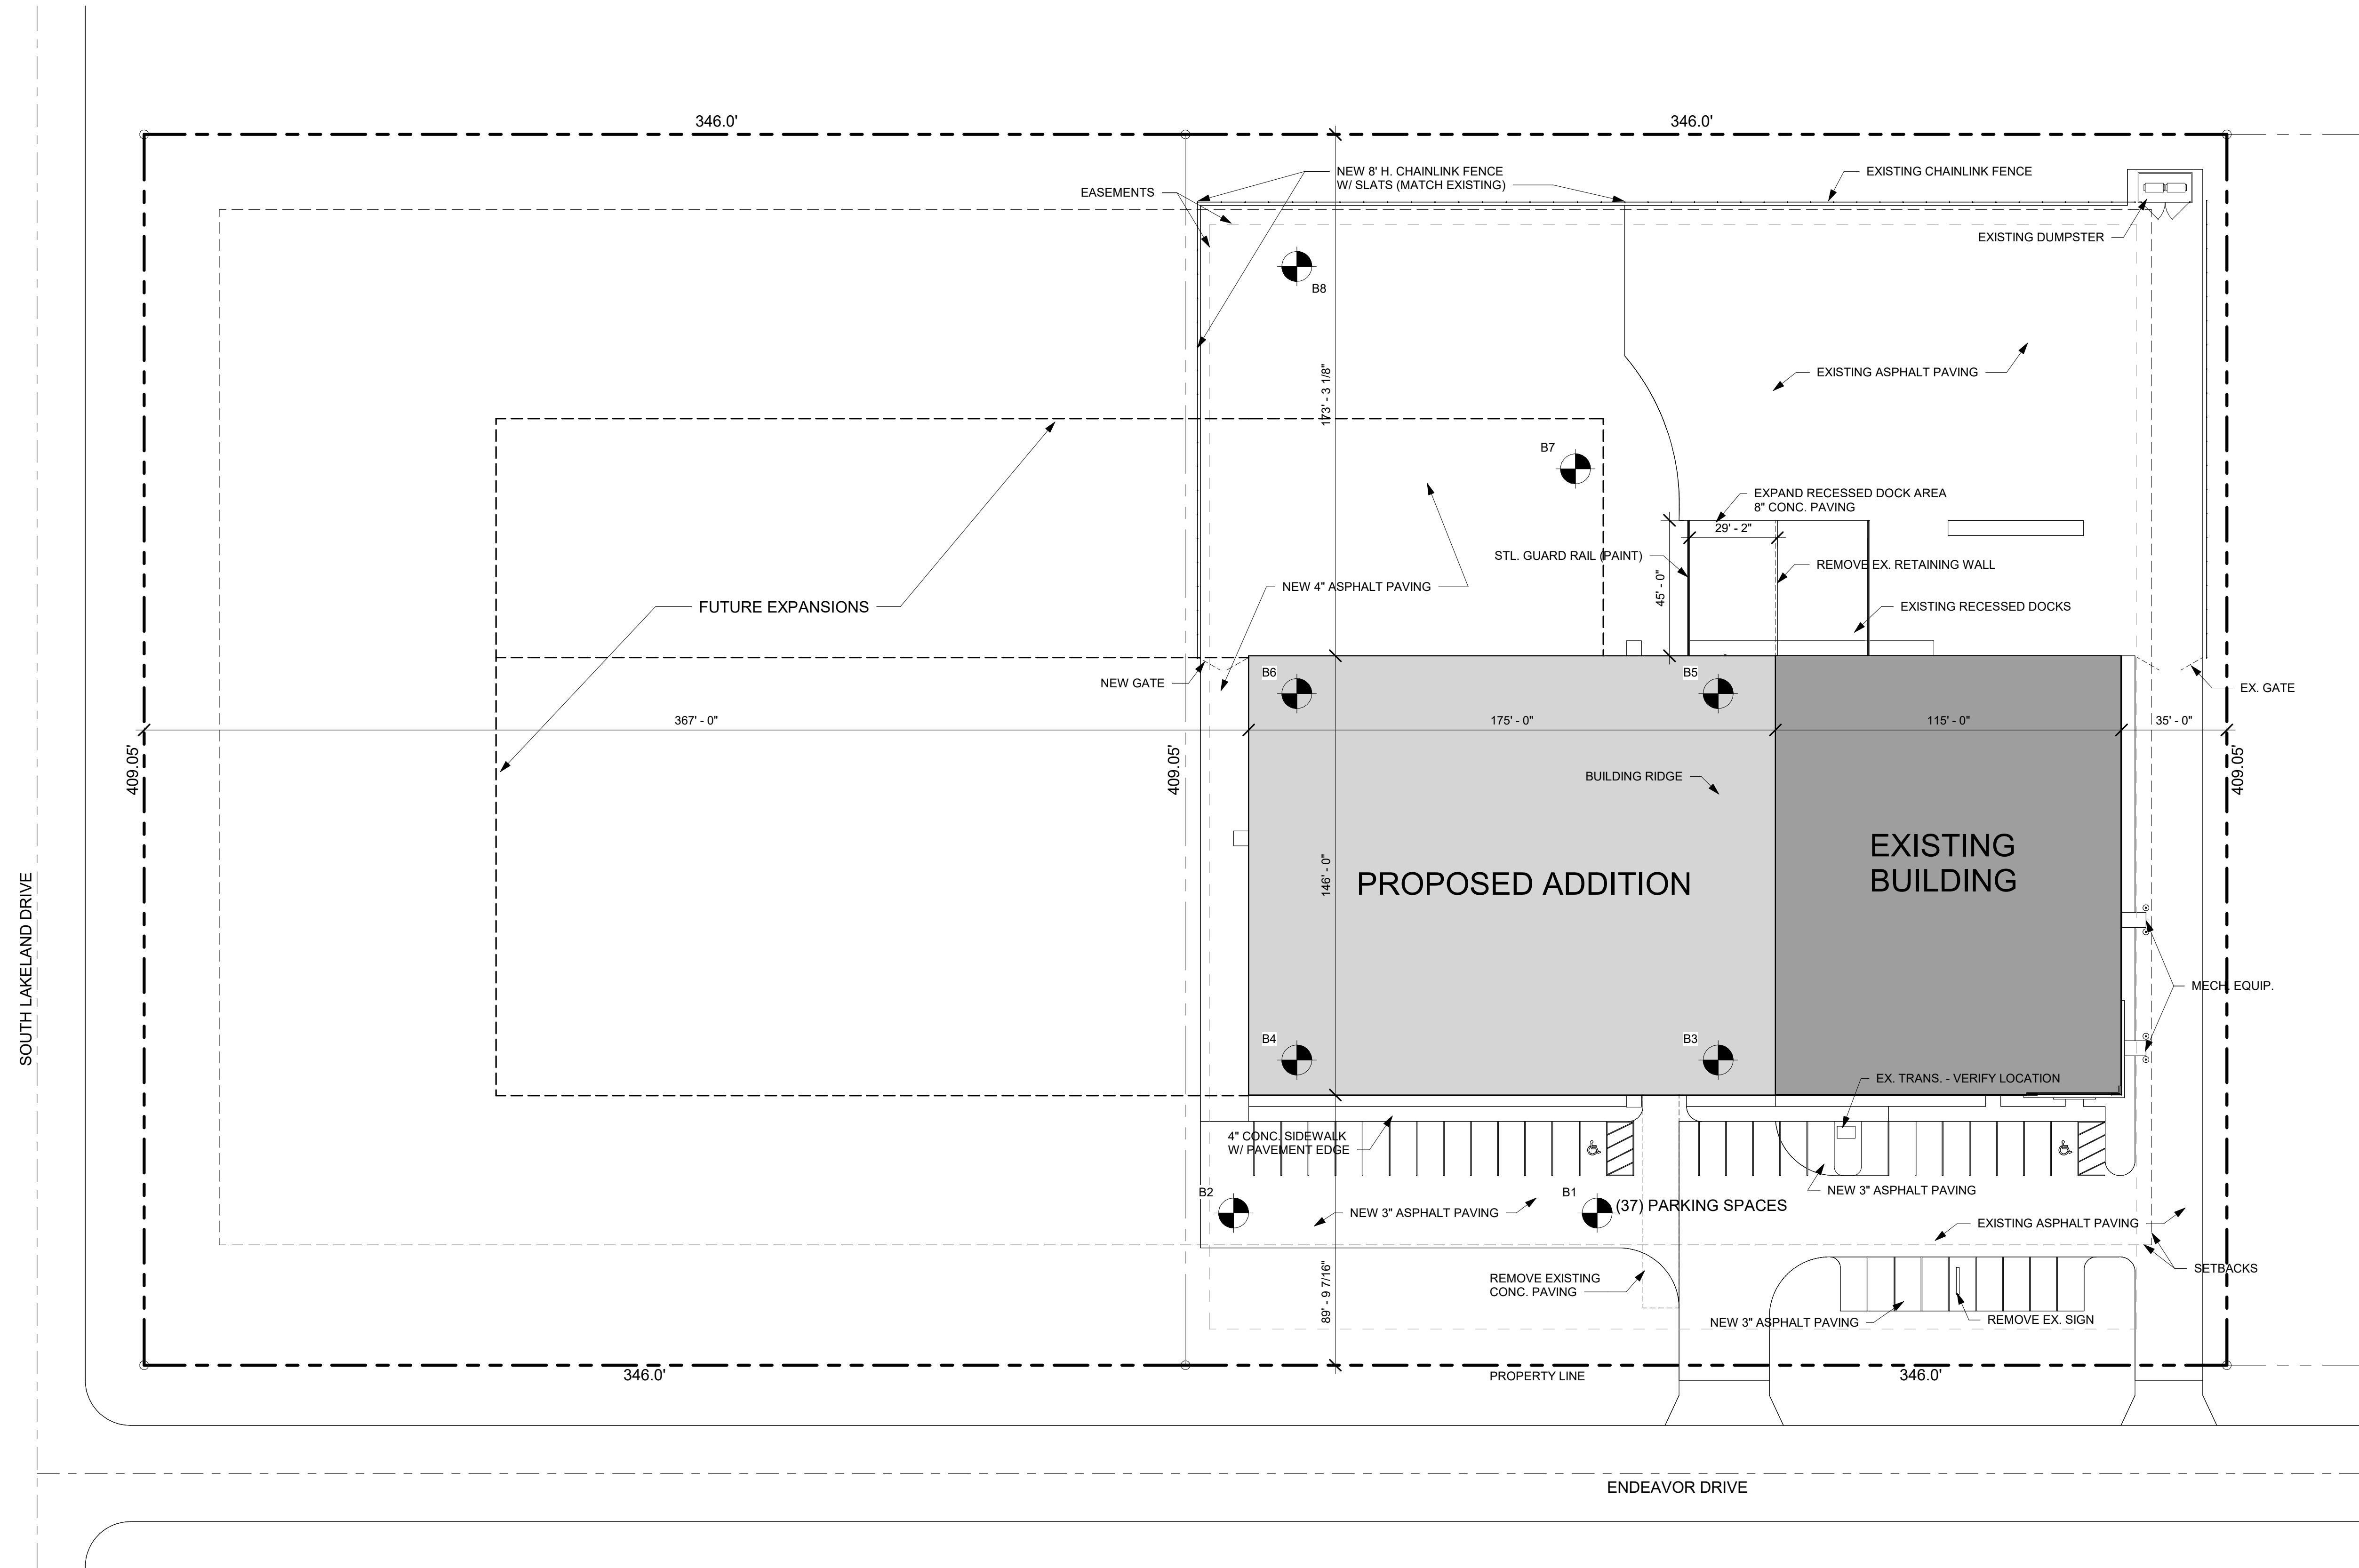 346.0'
346.0'
NEW 8' H. CHAINLINK FENCE
W/ SLATS (MATCH EXISTING)
EXISTING CHAINLINK FENCE
EASEMENTS
EXISTING DUMPSTER
B8
EXISTING ASPHALT PAVING
173' - 3 1/8"
B7
EXPAND RECESSED DOCK AREA
8" CONC. PAVING
29' - 2"
STL. GUARD RAIL (PAINT)
REMOVE EX. RETAINING WALL
45' - 0"
NEW 4" ASPHALT PAVING
FUTURE EXPANSIONS
EXISTING RECESSED DOCKS
B6
B5
NEW GATE
EX. GATE
367' - 0"
175' - 0"
115' - 0"
35' - 0"
409.05'
409.05'
409.05'
BUILDING RIDGE
EXISTING
BUILDING
PROPOSED ADDITION
146' - 0"
SOUTH LAKELAND DRIVE
MECH. EQUIP.
B4
B3
EX. TRANS. - VERIFY LOCATION
4" CONC. SIDEWALK
W/ PAVEMENT EDGE
B2
B1
NEW 3" ASPHALT PAVING
(37) PARKING SPACES
NEW 3" ASPHALT PAVING
EXISTING ASPHALT PAVING
SETBACKS
REMOVE EXISTING
CONC. PAVING
89' - 9 7/16"
NEW 3" ASPHALT PAVING
REMOVE EX. SIGN
346.0'
PROPERTY LINE
346.0'
ENDEAVOR DRIVE